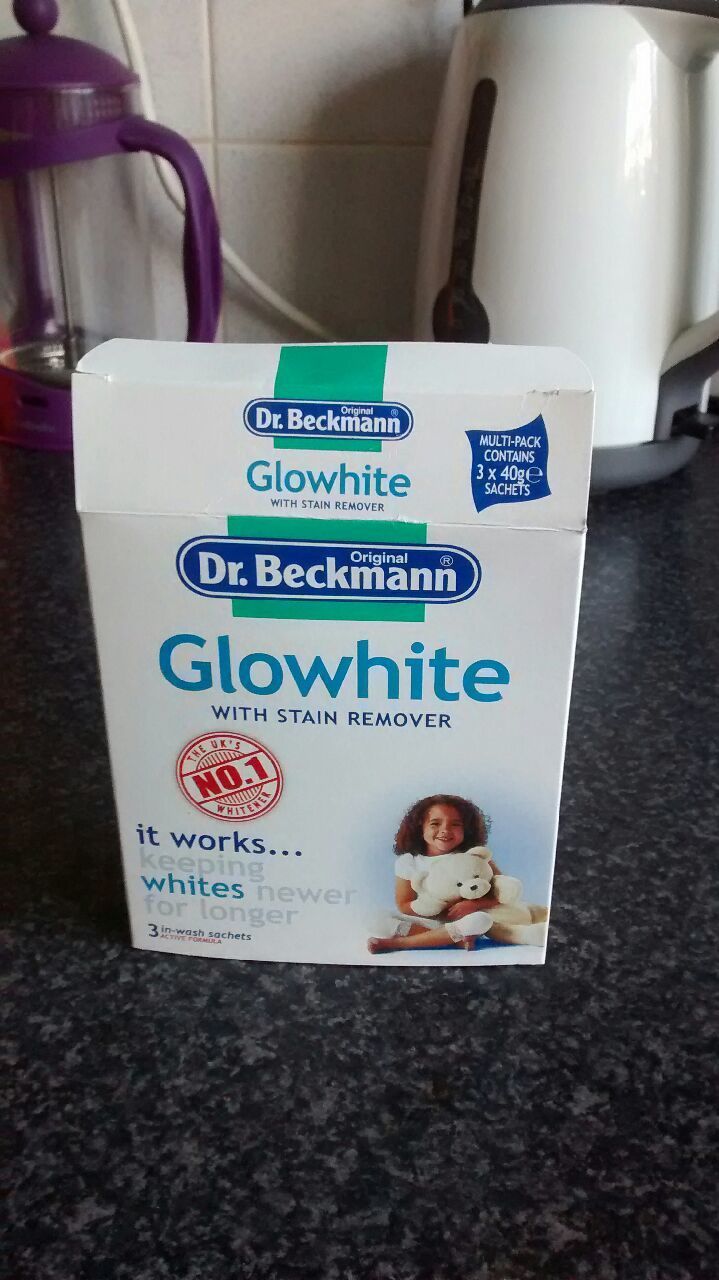 Original
Dr. Beckmann®
Glowhite
WITH STAIN REMOVER
MULTI-PACK
CONTAINS
3 x 40g℮
SACHETS
Original
Dr. Beckmann®
Glowhite
WITH STAIN REMOVER
THE UK'S
NO.1
WHITENER
it works...
keeping
whites newer
for longer
3 in-wash sachets
ACTIVE FORMULA